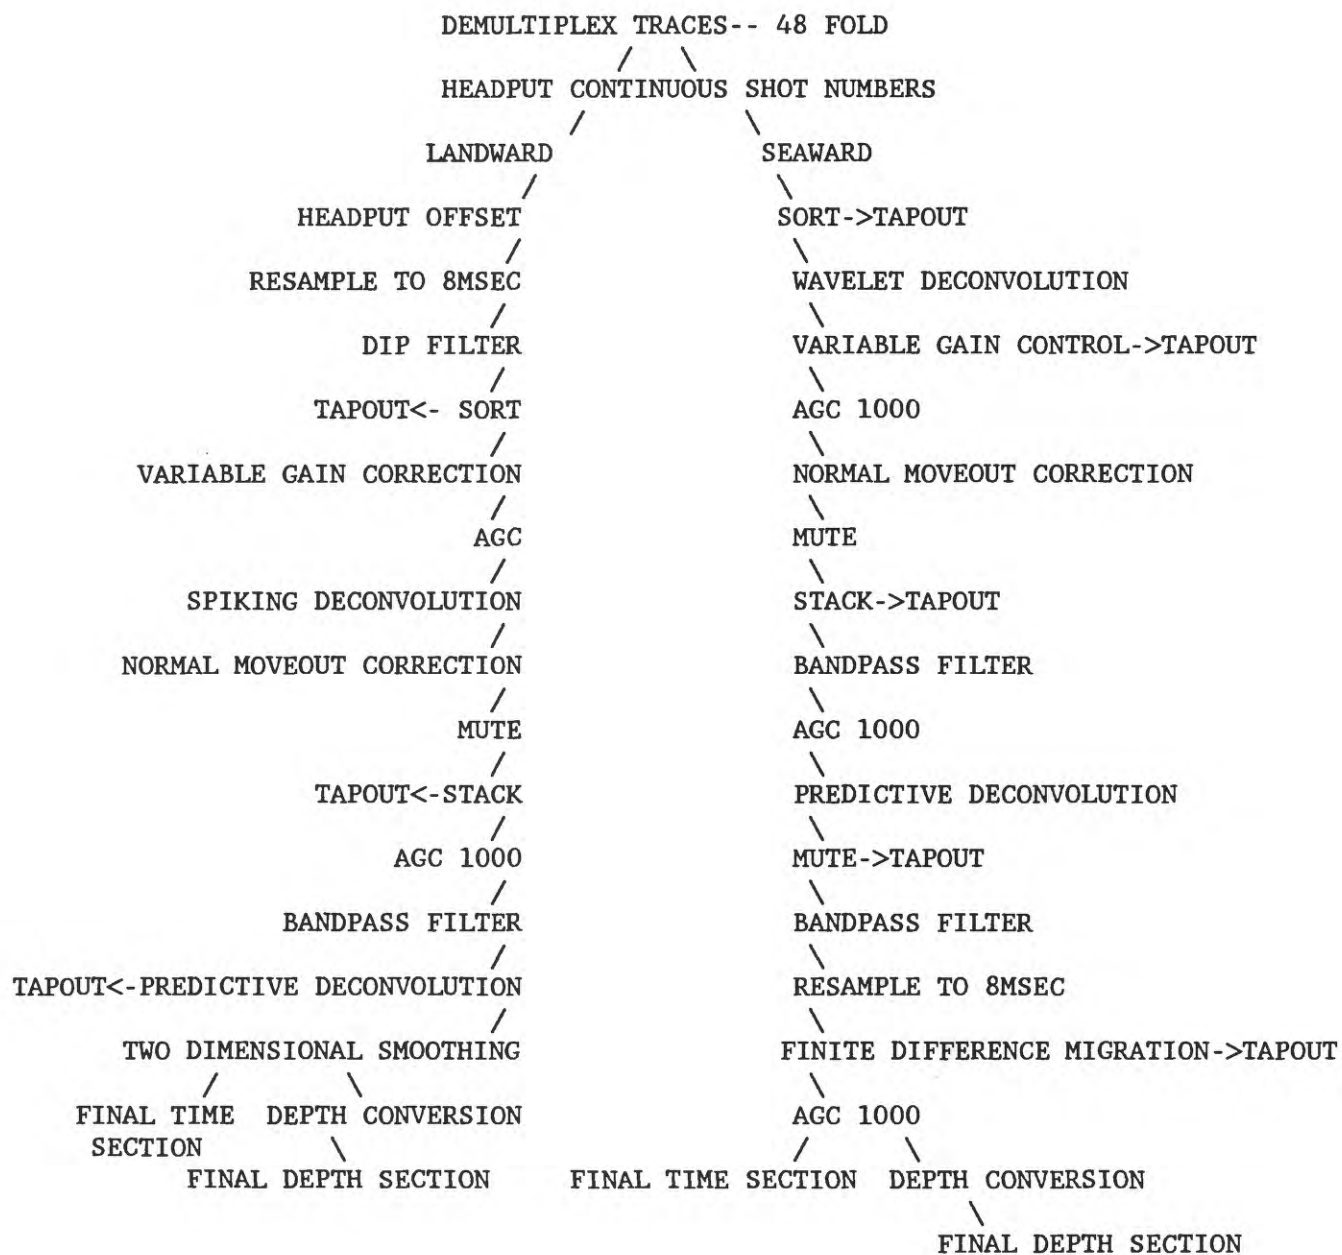 DEMULTIPLEX TRACES-- 48 FOLD
/ \
HEADPUT CONTINUOUS SHOT NUMBERS
/ \
LANDWARD SEAWARD
/ \
HEADPUT OFFSET SORT->TAPOUT
/ \
RESAMPLE TO 8MSEC WAVELET DECONVOLUTION
/ \
DIP FILTER VARIABLE GAIN CONTROL->TAPOUT
/ \
TAPOUT<- SORT AGC 1000
/ \
VARIABLE GAIN CORRECTION NORMAL MOVEOUT CORRECTION
/ \
AGC MUTE
/ \
SPIKING DECONVOLUTION STACK->TAPOUT
/ \
NORMAL MOVEOUT CORRECTION BANDPASS FILTER
/ \
MUTE AGC 1000
/ \
TAPOUT<-STACK PREDICTIVE DECONVOLUTION
/ \
AGC 1000 MUTE->TAPOUT
/ \
BANDPASS FILTER BANDPASS FILTER
/ \
TAPOUT<-PREDICTIVE DECONVOLUTION RESAMPLE TO 8MSEC
/ \
TWO DIMENSIONAL SMOOTHING FINITE DIFFERENCE MIGRATION->TAPOUT
/ \ \
FINAL TIME DEPTH CONVERSION AGC 1000
SECTION \ / \
FINAL DEPTH SECTION FINAL TIME SECTION DEPTH CONVERSION
\
FINAL DEPTH SECTION